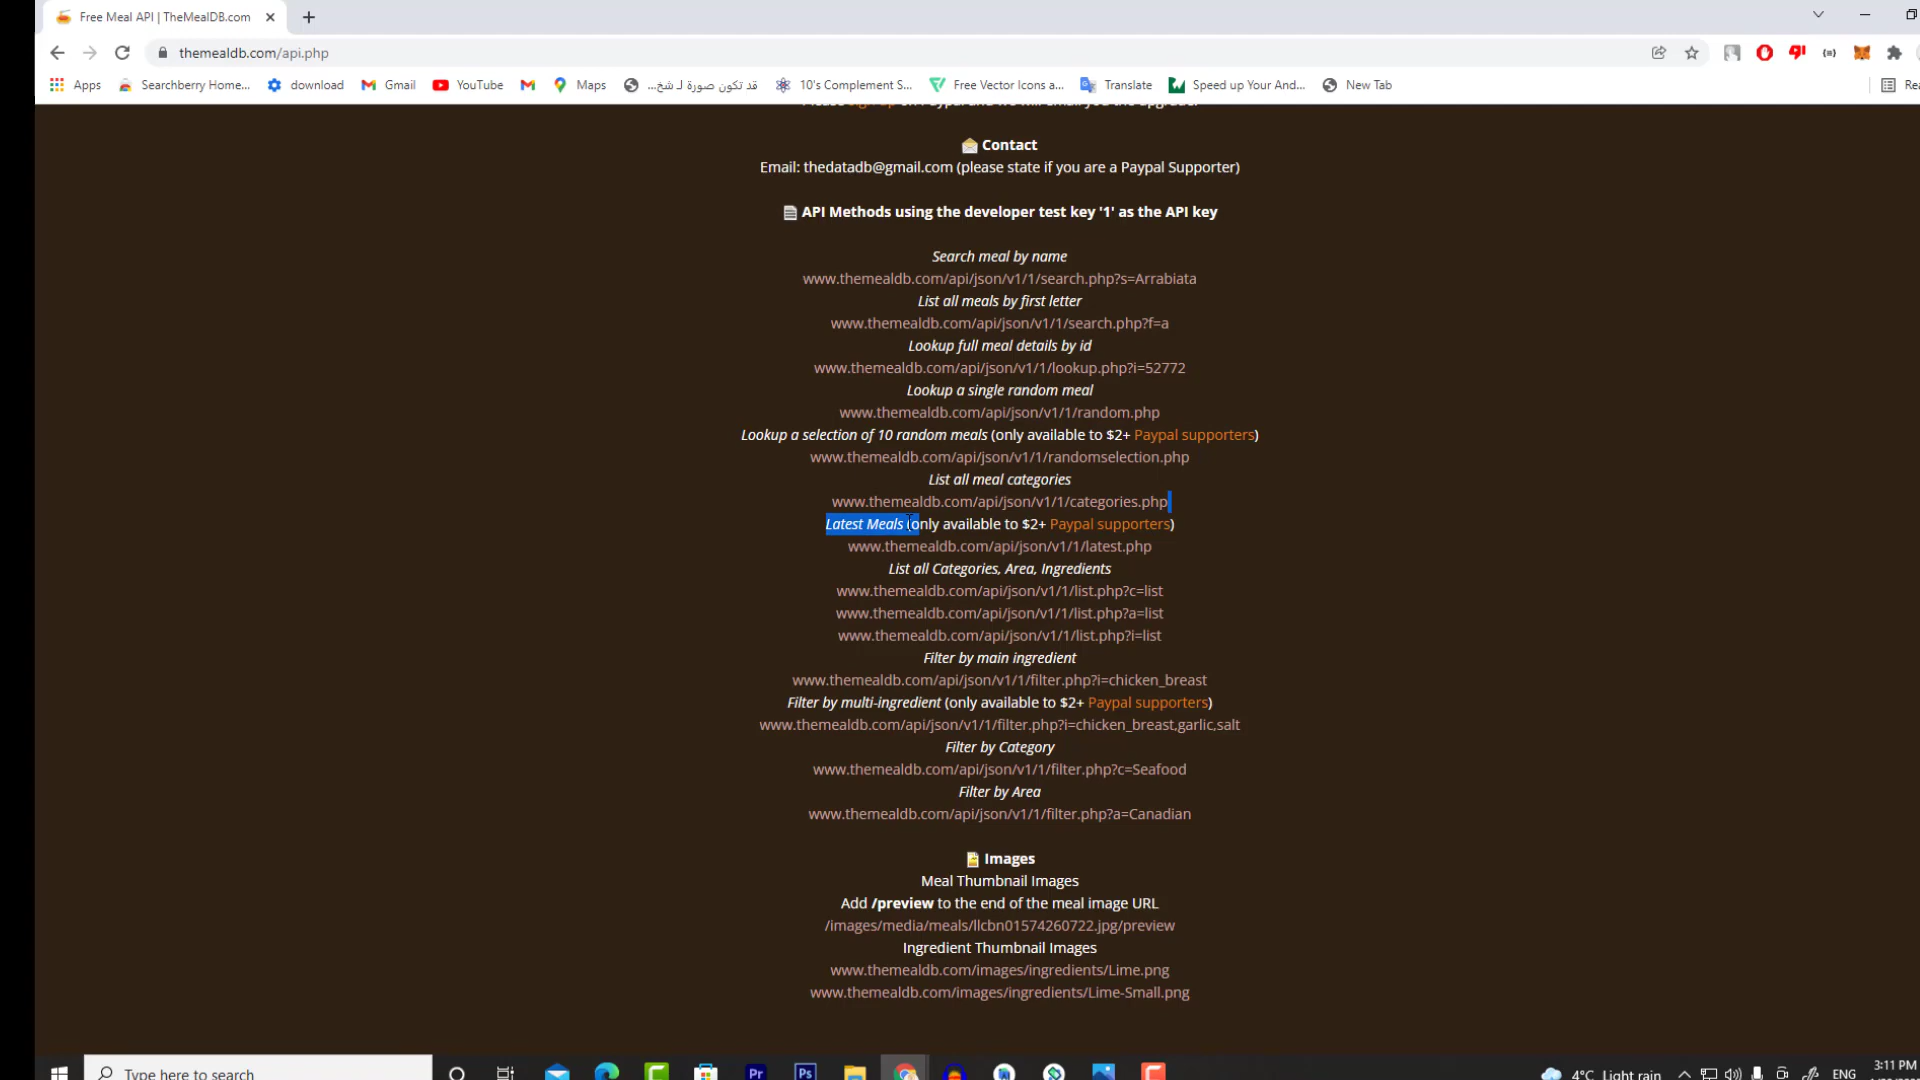 Free Meal API | TheMealDB.com
themealdb.com/api.php
Apps Searchberry Home... download Gmail YouTube Maps قد تكون صورة لـ شخ... 10's Complement S... Free Vector Icons a... Translate Speed up Your And... New Tab Rea
Contact
Email: thedatadb@gmail.com (please state if you are a Paypal Supporter)
API Methods using the developer test key '1' as the API key
Search meal by name
www.themealdb.com/api/json/v1/1/search.php?s=Arrabiata
List all meals by first letter
www.themealdb.com/api/json/v1/1/search.php?f=a
Lookup full meal details by id
www.themealdb.com/api/json/v1/1/lookup.php?i=52772
Lookup a single random meal
www.themealdb.com/api/json/v1/1/random.php
Lookup a selection of 10 random meals (only available to $2+ Paypal supporters)
www.themealdb.com/api/json/v1/1/randomselection.php
List all meal categories
www.themealdb.com/api/json/v1/1/categories.php
Latest Meals (only available to $2+ Paypal supporters)
www.themealdb.com/api/json/v1/1/latest.php
List all Categories, Area, Ingredients
www.themealdb.com/api/json/v1/1/list.php?c=list
www.themealdb.com/api/json/v1/1/list.php?a=list
www.themealdb.com/api/json/v1/1/list.php?i=list
Filter by main ingredient
www.themealdb.com/api/json/v1/1/filter.php?i=chicken_breast
Filter by multi-ingredient (only available to $2+ Paypal supporters)
www.themealdb.com/api/json/v1/1/filter.php?i=chicken_breast,garlic,salt
Filter by Category
www.themealdb.com/api/json/v1/1/filter.php?c=Seafood
Filter by Area
www.themealdb.com/api/json/v1/1/filter.php?a=Canadian
Images
Meal Thumbnail Images
Add /preview to the end of the meal image URL
/images/media/meals/llcbn01574260722.jpg/preview
Ingredient Thumbnail Images
www.themealdb.com/images/ingredients/Lime.png
www.themealdb.com/images/ingredients/Lime-Small.png
Type here to search Pr Ps 4°C Light rain ENG 3:11 PM